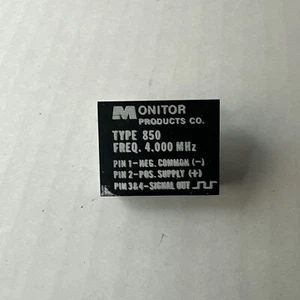 MONITOR
PRODUCTS CO.
TYPE 850
FREQ. 4.000 MHz
PIN 1-NEG. COMMON (-)
PIN 2-POS. SUPPLY (+)
PIN 3&4-SIGNAL OUT